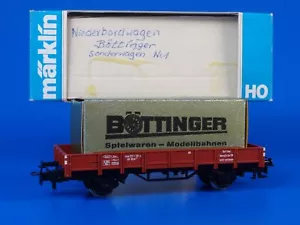 märklin
Niederbordwagen
Böttinger
Sonderwagen Nr.1
HO
BÖTTINGER
Spielwaren - Modellbahnen